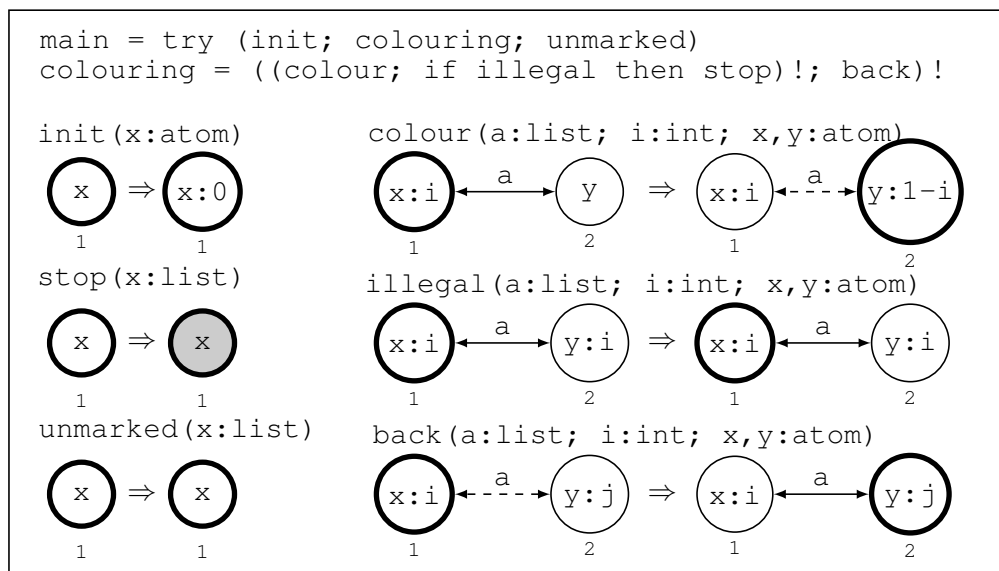 main = try (init; colouring; unmarked)
colouring = ((colour; if illegal then stop)!; back)!
init(x:atom)
x ⇒ x:0
1 1
colour(a:list; i:int; x,y:atom)
x:i a y ⇒ x:i a y:1-i
1 2 1 2
stop(x:list)
x ⇒ x
1 1
illegal(a:list; i:int; x,y:atom)
x:i a y:i ⇒ x:i a y:i
1 2 1 2
unmarked(x:list)
x ⇒ x
1 1
back(a:list; i:int; x,y:atom)
x:i a y:j ⇒ x:i a y:j
1 2 1 2